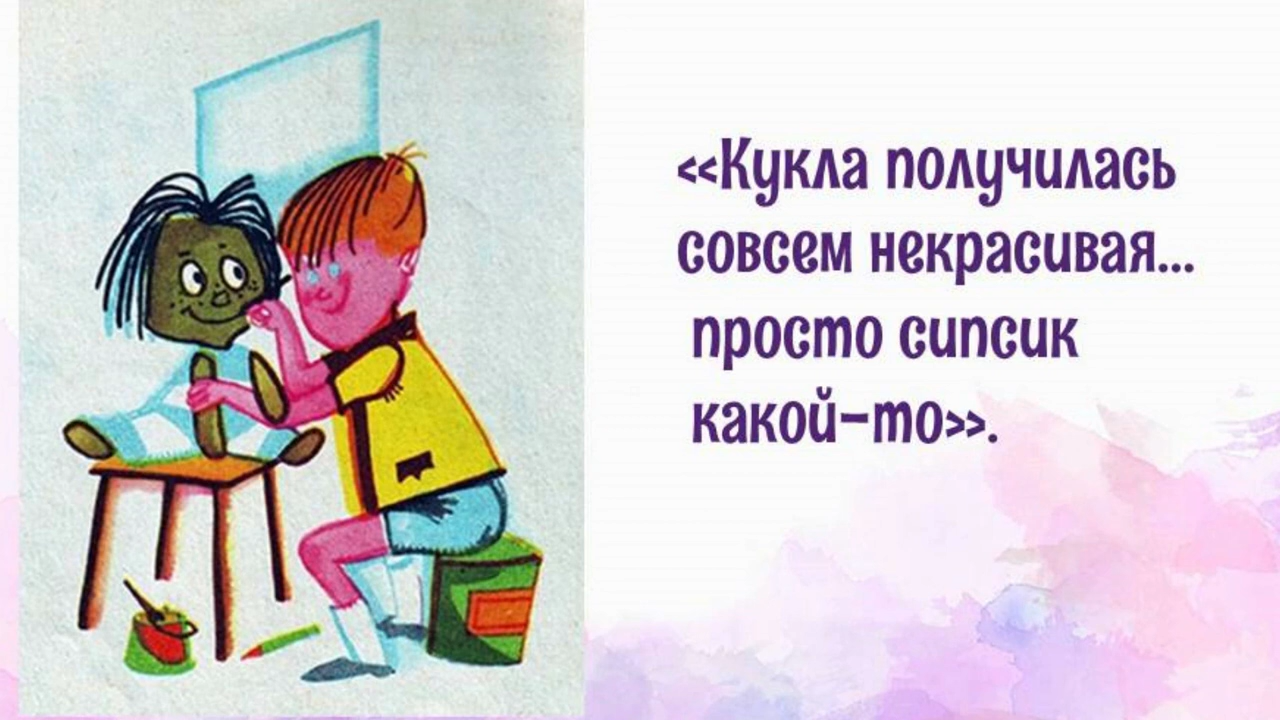 «Кукла получилась
совсем некрасивая...
просто сипсик
какой-то».